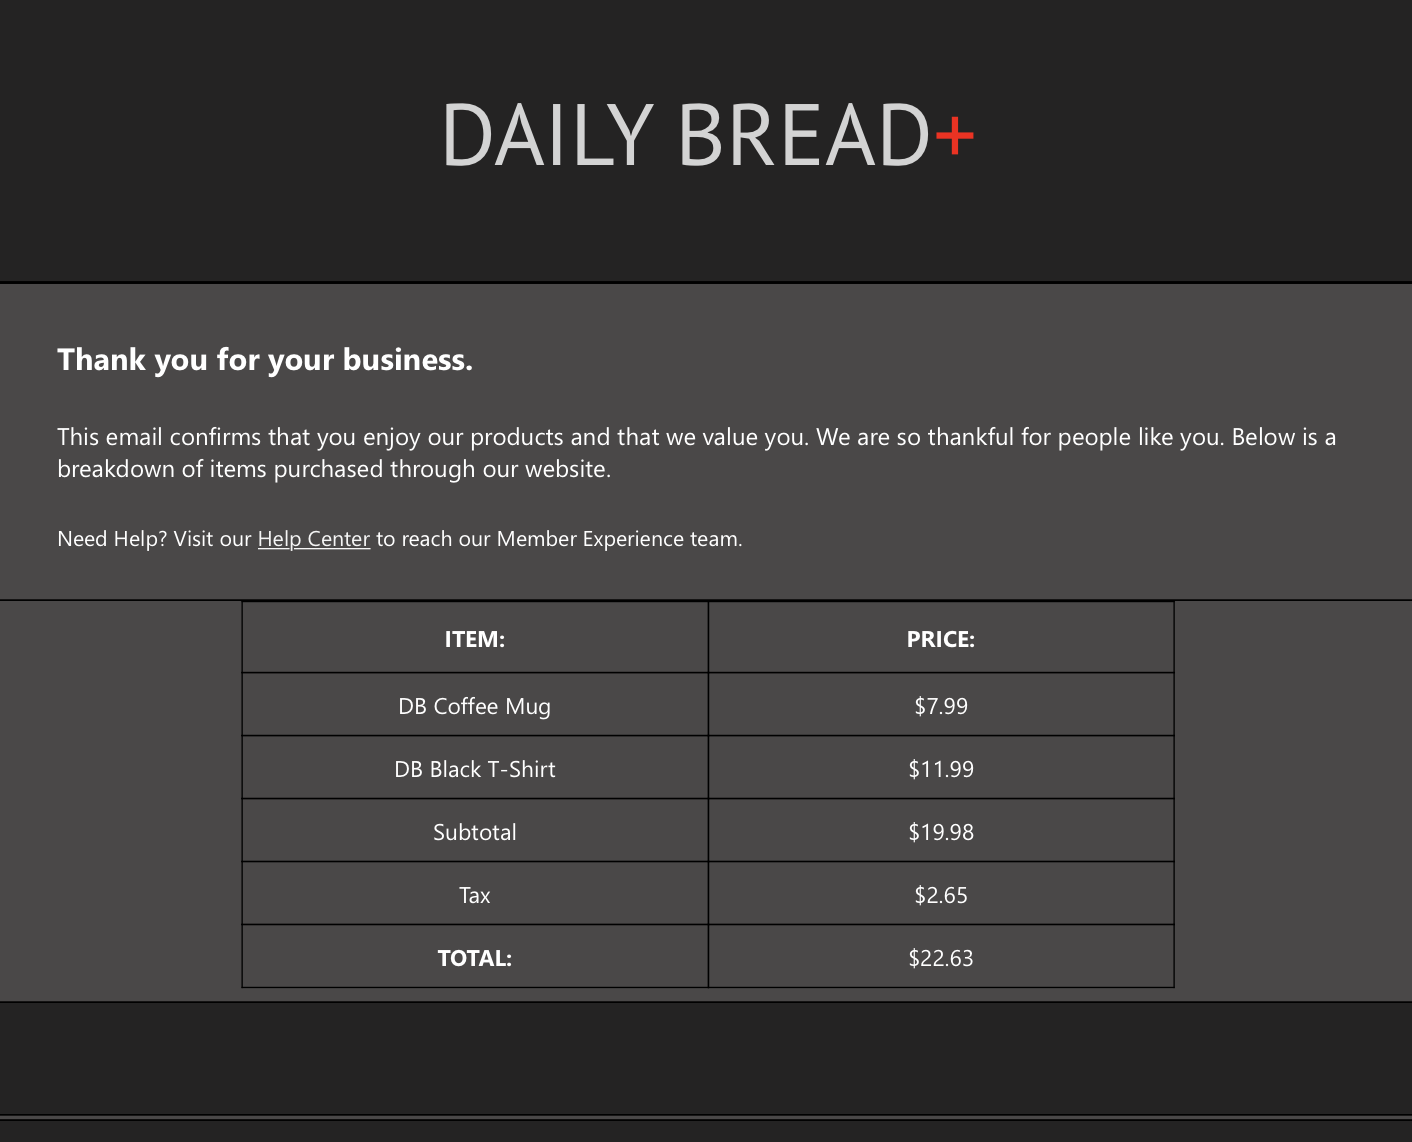 DAILY BREAD+
Thank you for your business.
This email confirms that you enjoy our products and that we value you. We are so thankful for people like you. Below is a
breakdown of items purchased through our website.
Need Help? Visit our Help Center to reach our Member Experience team.
ITEM: PRICE:
DB Coffee Mug $7.99
DB Black T-Shirt $11.99
Subtotal $19.98
Tax $2.65
TOTAL: $22.63